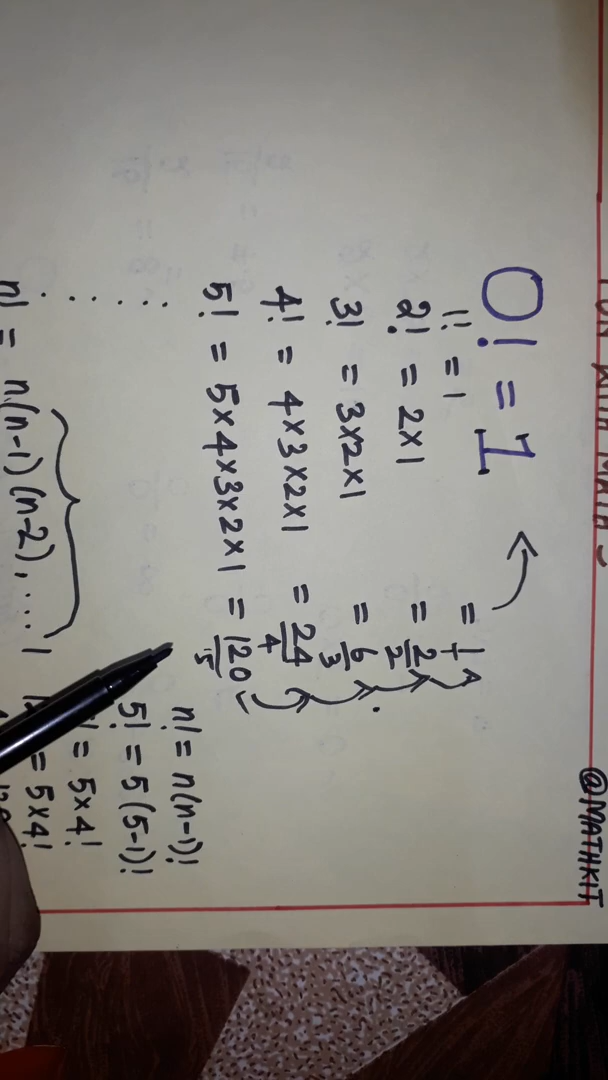 @MATHKIT
WITH MATH
0! = 1
1! = 1 = 1
2! = 2×1 = 2/2
3! = 3×2×1 = 6/3
4! = 4×3×2×1 = 24/4
5! = 5×4×3×2×1 = 120/5
. . . . .
n! = n(n-1)(n-2), .... 1
n! = n(n-1)!
5! = 5(5-1)!
! = 5×4!
= 5×4!